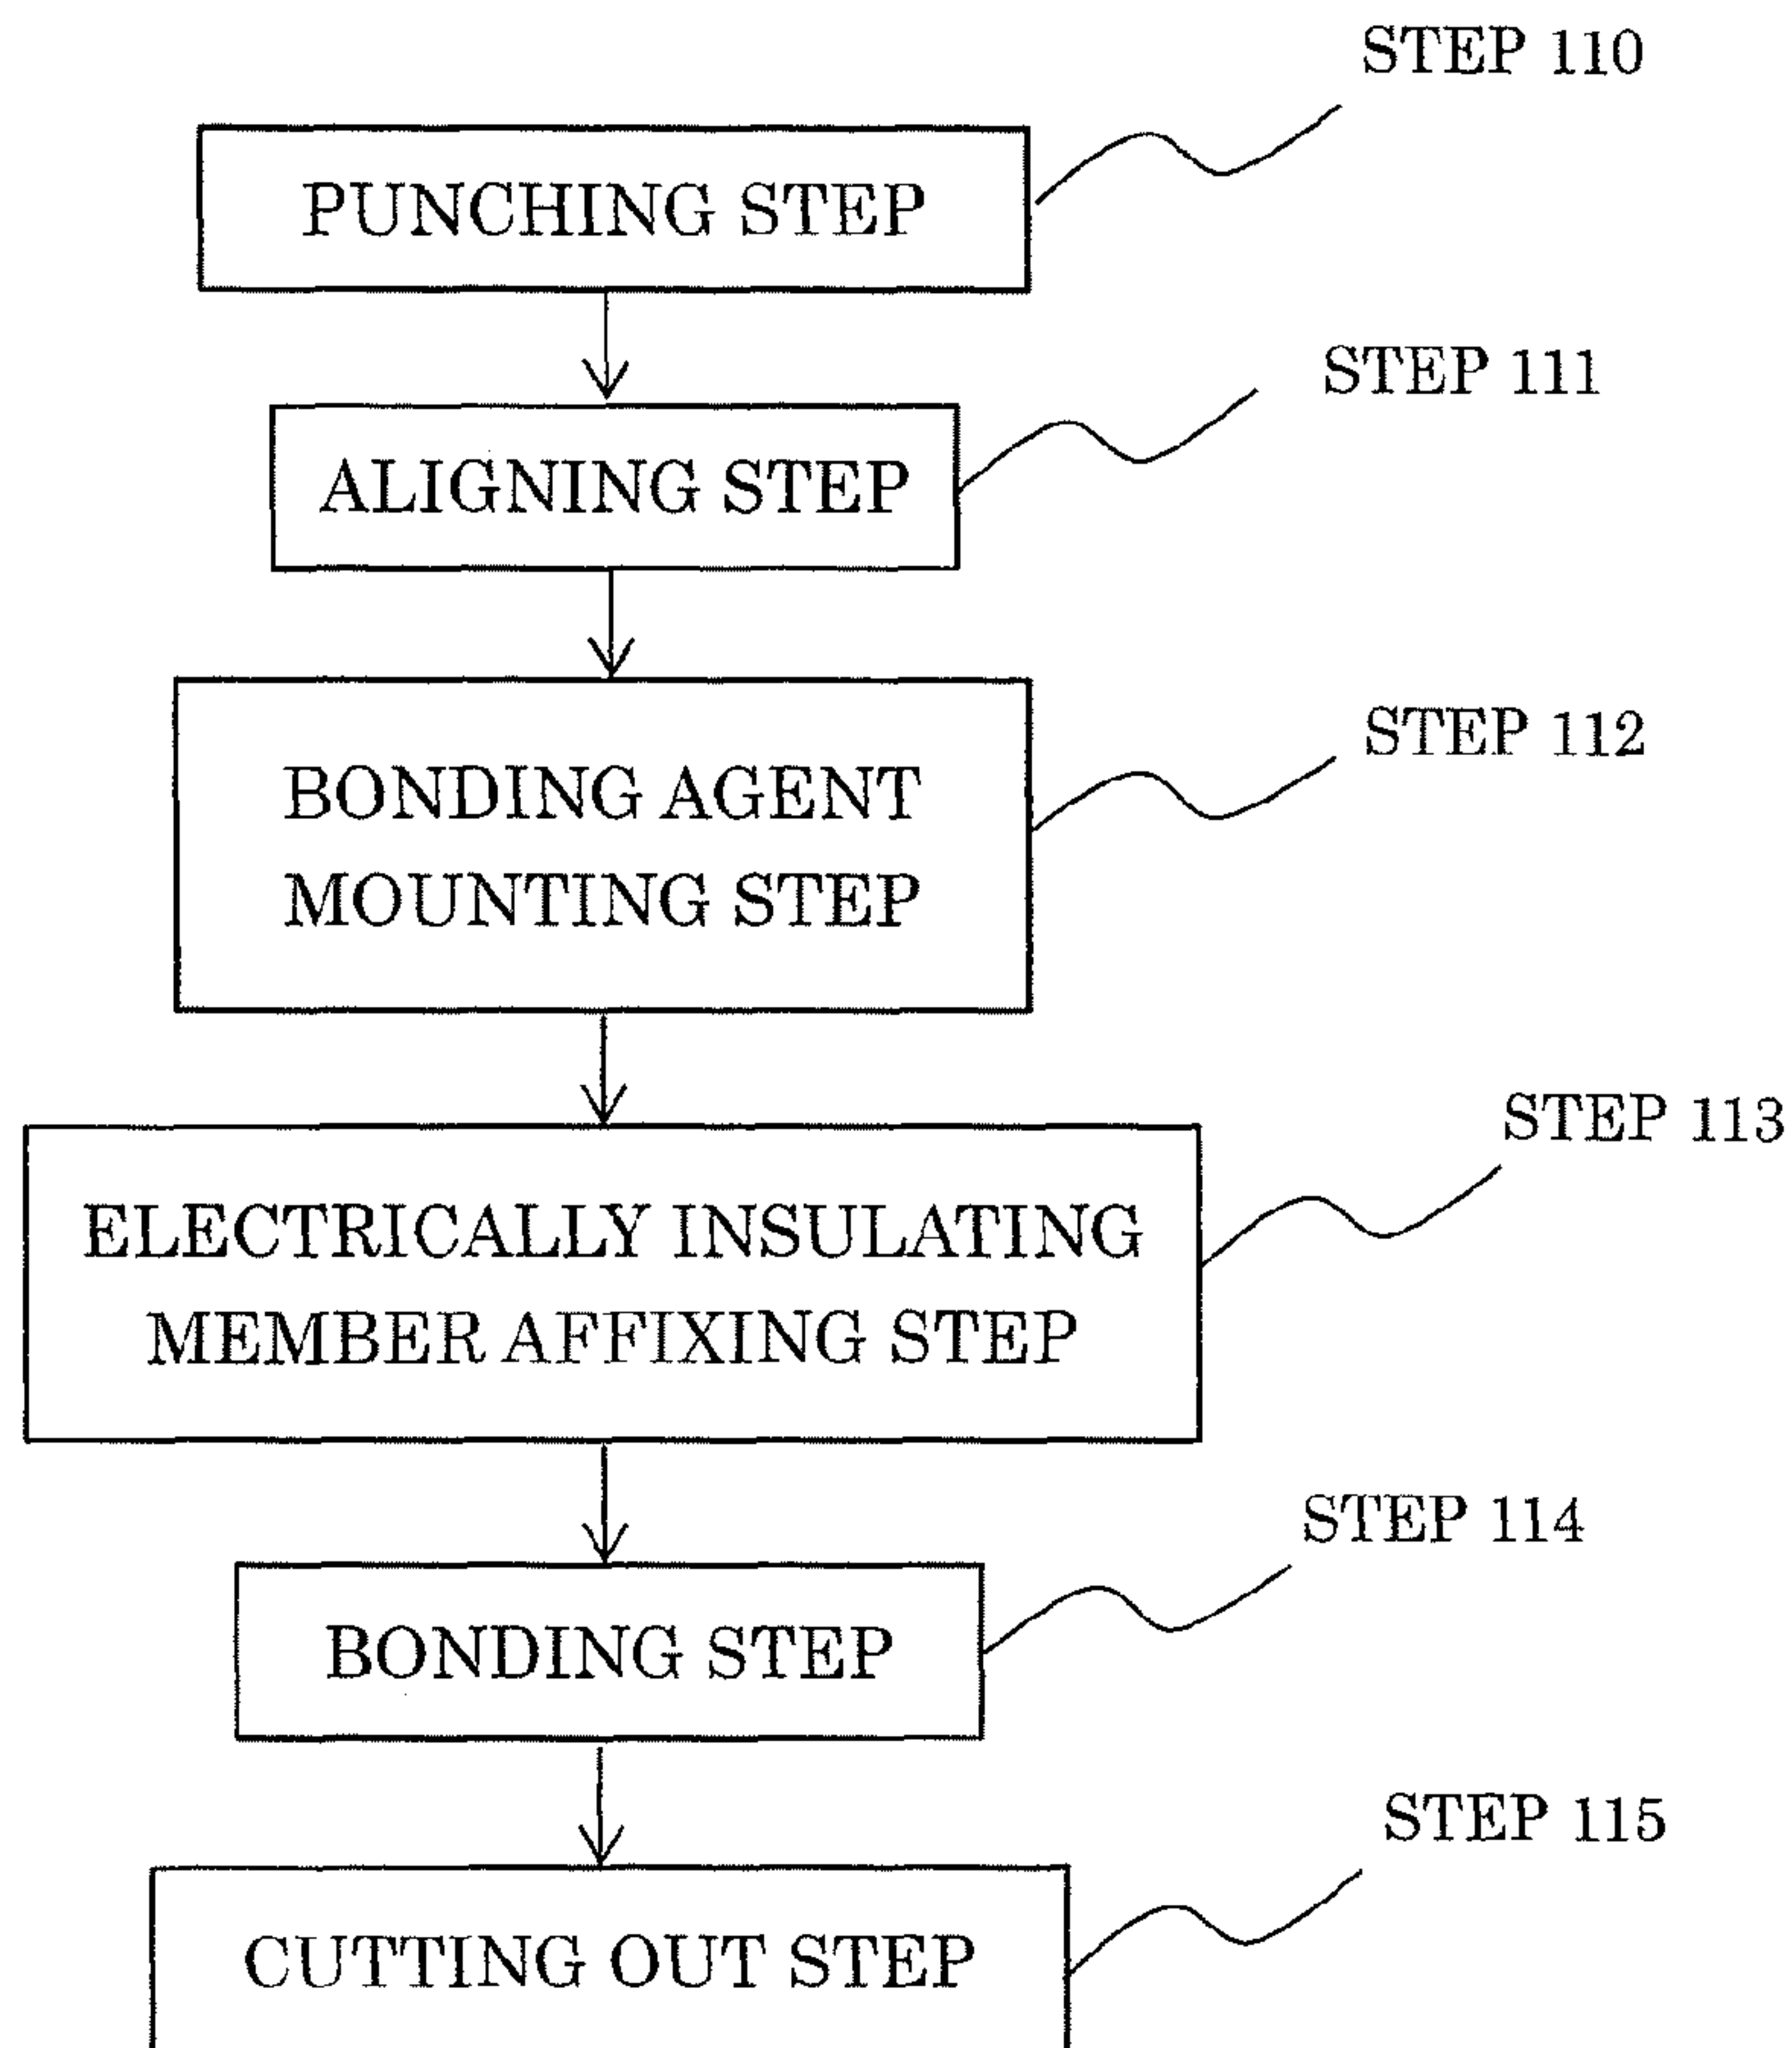 STEP 110
PUNCHING STEP
STEP 111
ALIGNING STEP
STEP 112
BONDING AGENT
MOUNTING STEP
STEP 113
ELECTRICALLY INSULATING
MEMBER AFFIXING STEP
STEP 114
BONDING STEP
STEP 115
CUTTING OUT STEP